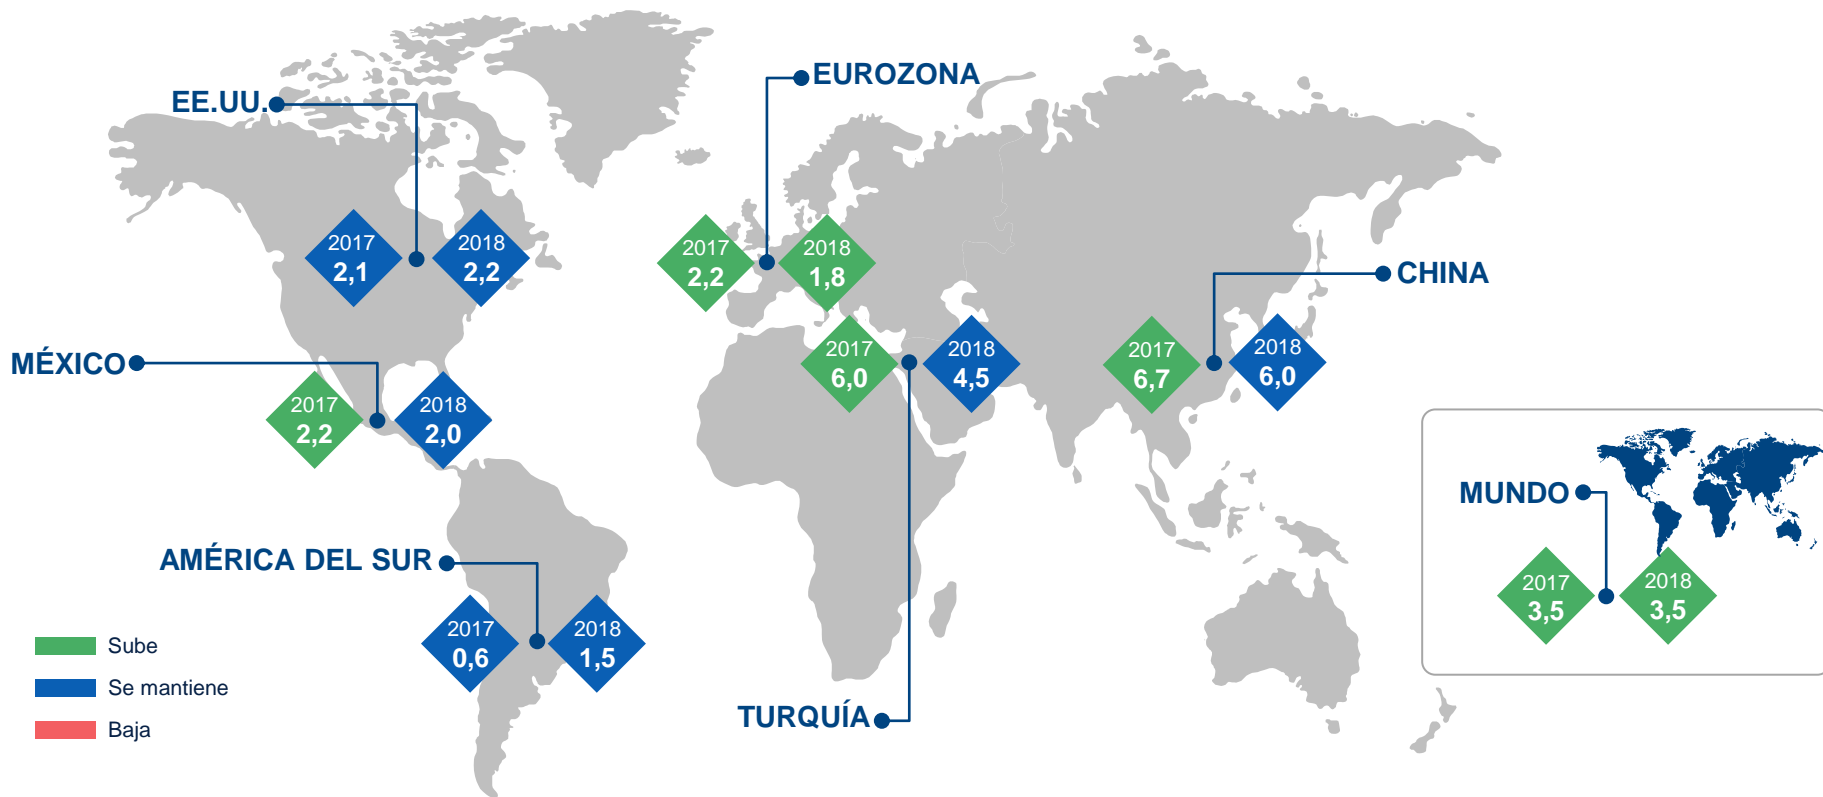 EUROZONA
EE.UU.
2017
2,1
2018
2,2
2017
2,2
2018
1,8
CHINA
MÉXICO
2017
2,2
2018
2,0
2017
6,0
2018
4,5
2017
6,7
2018
6,0
MUNDO
2017
3,5
2018
3,5
AMÉRICA DEL SUR
2017
0,6
2018
1,5
TURQUÍA
Sube
Se mantiene
Baja